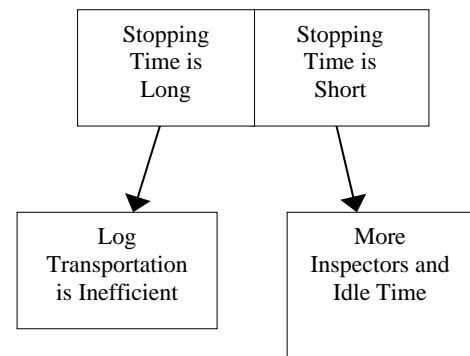 Stopping
Time is
Long
Stopping
Time is
Short
Log
Transportation
is Inefficient
More
Inspectors and
Idle Time